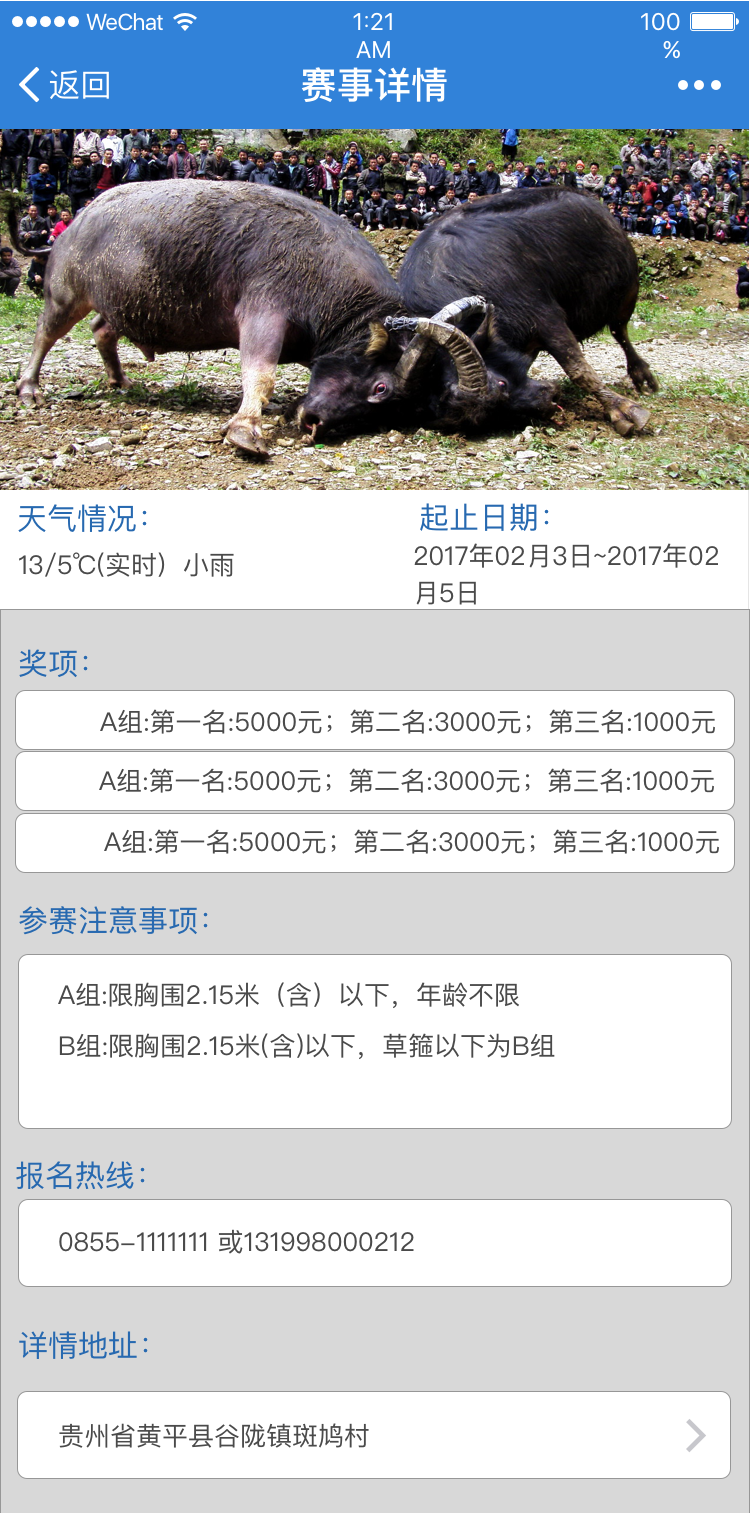 WeChat 1:21 100
AM %
返回 赛事详情
天气情况： 起止日期：
13/5℃(实时）小雨
2017年02月3日~2017年02
月5日
奖项：
A组:第一名:5000元；第二名:3000元；第三名:1000元
A组:第一名:5000元；第二名:3000元；第三名:1000元
A组:第一名:5000元；第二名:3000元；第三名:1000元
参赛注意事项：
A组:限胸围2.15米（含）以下，年龄不限
B组:限胸围2.15米(含)以下，草箍以下为B组
报名热线：
0855-1111111 或131998000212
详情地址：
贵州省黄平县谷陇镇斑鸠村